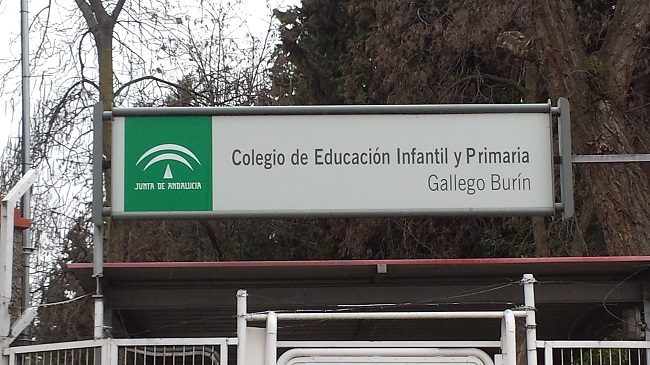 Colegio de Educación Infantil y Primaria
Gallego Burín
JUNTA DE ANDALUCIA